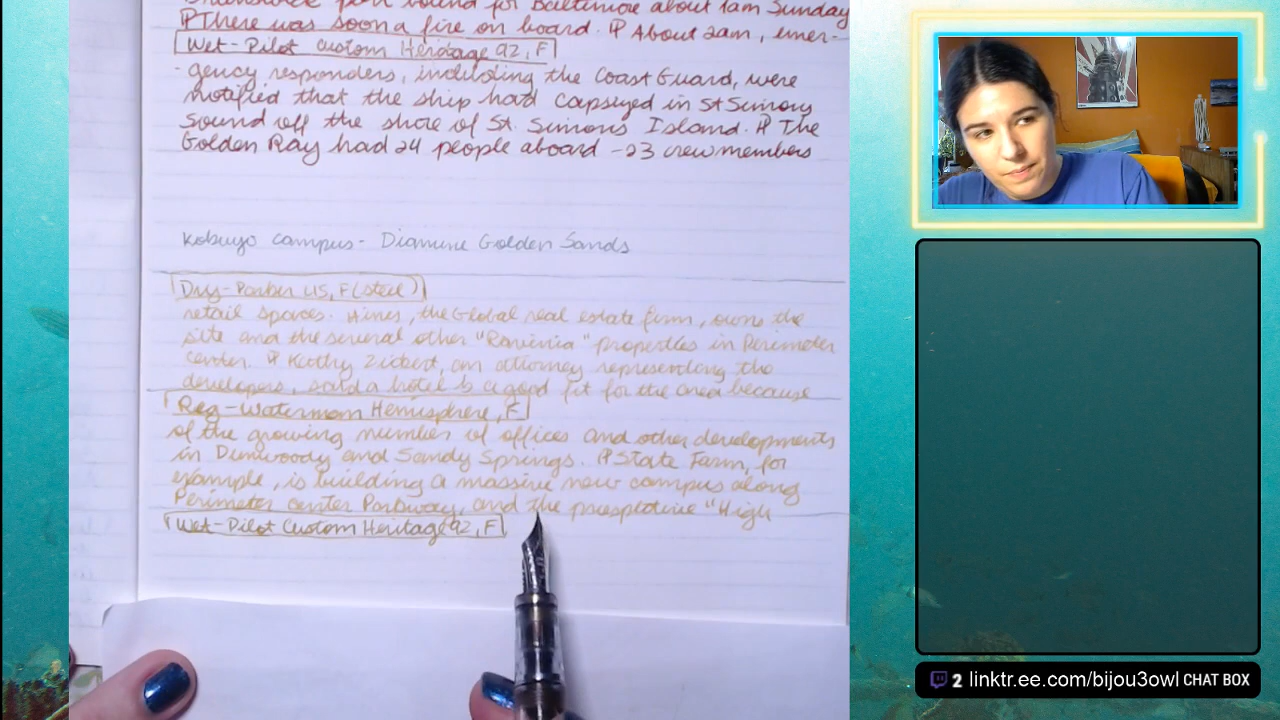 Brunswick port bound for Baltimore about 1am Sunday
¶ There was soon a fire on board. ¶ About 2am, emer-
Wet-Pilot Custom Heritage 92, F
gency responders, including the Coast Guard, were
notified that the ship had capsized in St Simons
Sound off the shore of St. Simons Island. ¶ The
Golden Ray had 24 people aboard - 23 crewmembers
Kobuyo campus - Diamine Golden Sands
Dry-Parker US, F (steel)
retail spaces. Hines, the Global real estate firm, owns the
site and the several other "Ravinia" properties in Perimeter
Center. ¶ Kathy Zickert, an attorney representing the
developers, said a hotel is a good fit for the area because
Reg-Waterman Hemisphere, F
of the growing number of offices and other developments
in Dunwoody and Sandy Springs. ¶ State Farm, for
example, is building a massive new campus along
Perimeter Center Parkway, and the "High
Wet-Pilot Custom Heritage 92, F
2 linktr.ee.com/bijou3owl CHAT BOX